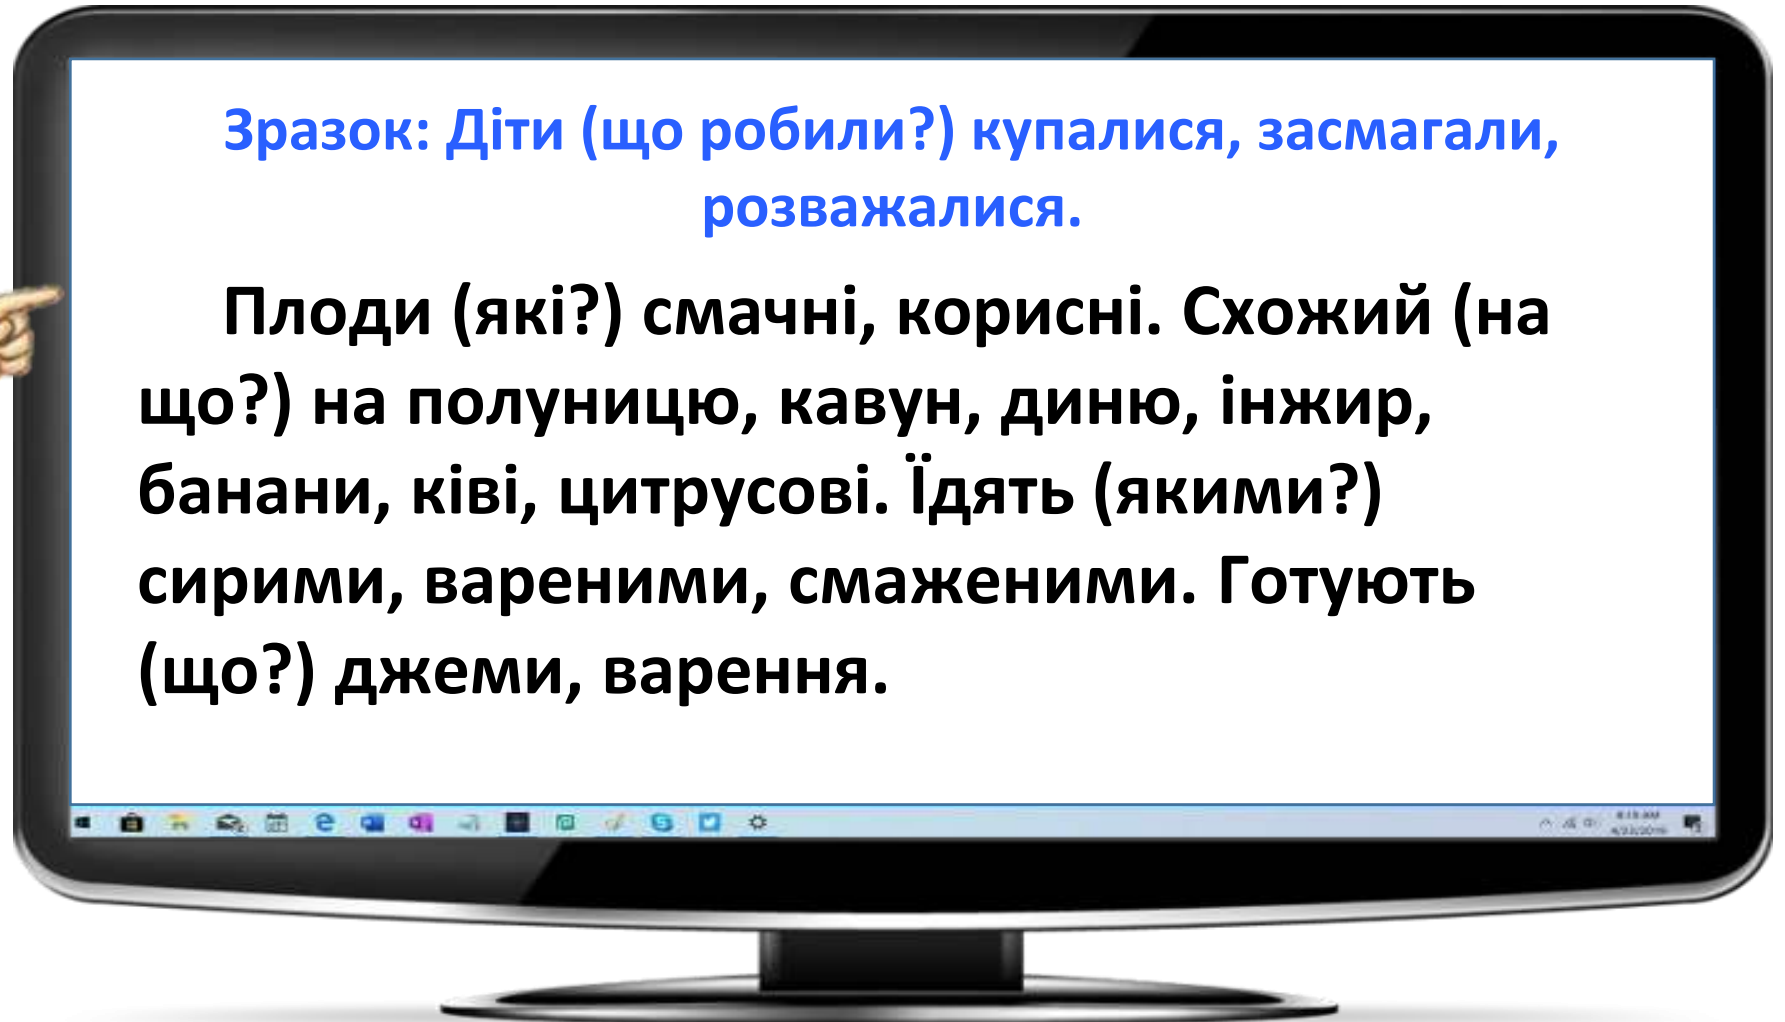 Зразок: Діти (що робили?) купалися, засмагали,
розважалися.
Плоди (які?) смачні, корисні. Схожий (на
що?) на полуницю, кавун, диню, інжир,
банани, ківі, цитрусові. Їдять (якими?)
сирими, вареними, смаженими. Готують
(що?) джеми, варення.